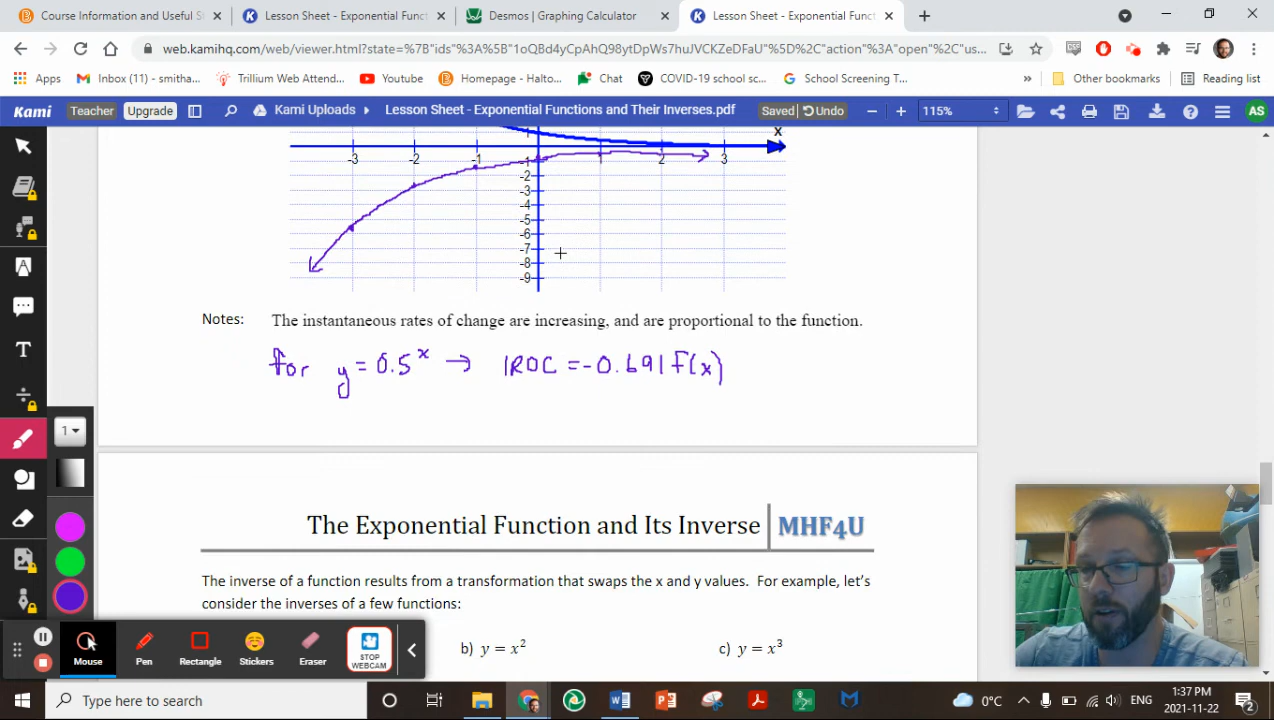 Course Information and Useful S
Lesson Sheet - Exponential Funct
Desmos | Graphing Calculator
Lesson Sheet - Exponential Funct
web.kamihq.com/web/viewer.html?state=%7B"ids"%3A%5B"1oQBd4yCpAhQ98ytDpWs7huJVCKZeDFaU"%5D%2C"action"%3A"open"%2C"us...
Apps
Inbox (11) - smitha...
Trillium Web Attend...
YouTube
Homepage - Halto...
Chat
COVID-19 school sc...
School Screening T...
»
Other bookmarks
Reading list
Kami
Teacher
Upgrade
Kami Uploads
Lesson Sheet - Exponential Functions and Their Inverses.pdf
Saved
Undo
115%
AS
x
-3 -2 -1 1 2 3
-1
-2
-3
-4
-5
-6
-7
-8
-9
Notes: The instantaneous rates of change are increasing, and are proportional to the function.
for y = 0.5^x → IROC = -0.691 f(x)
1
The Exponential Function and Its Inverse MHF4U
The inverse of a function results from a transformation that swaps the x and y values. For example, let's
consider the inverses of a few functions:
b) y = x²
c) y = x³
Mouse
Pen
Rectangle
Stickers
Eraser
STOP
WEBCAM
Type here to search
0°C
ENG
1:37 PM
2021-11-22
2